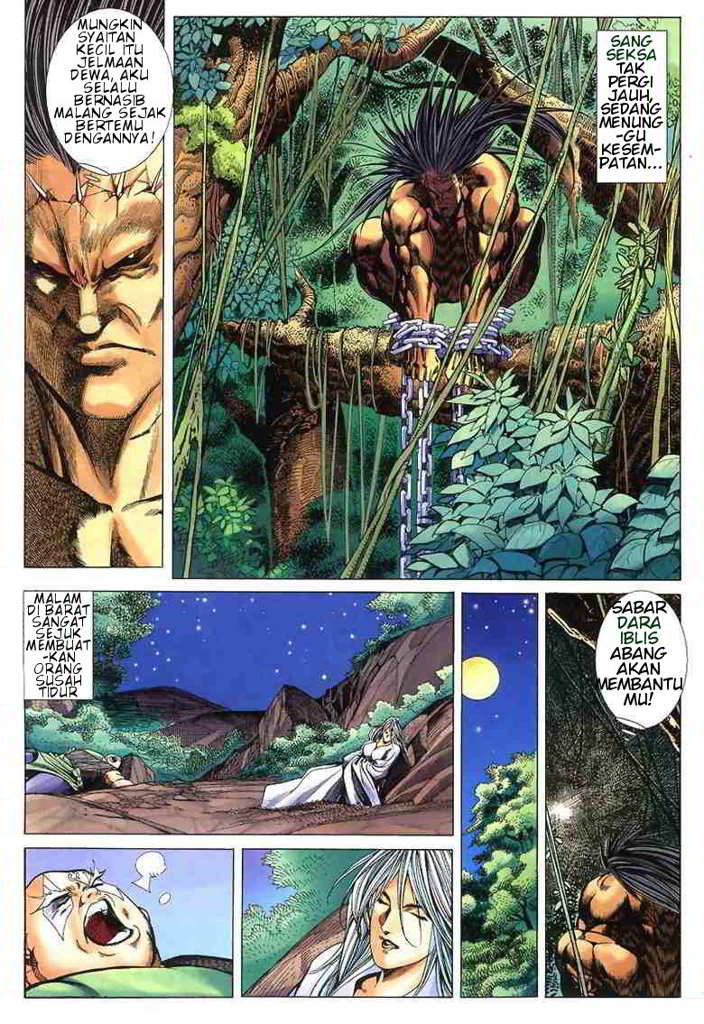 MUNGKIN
SYAITAN
KECIL ITU
JELMAAN
DEWA, AKU
SELALU
BERNASIB
MALANG SEJAK
BERTEMU
DENGANNYA!
SANG
SEKSA
TAK
PERGI
JAUH,
SEDANG
MENUNG
-GU
KESEM-
PATAN...
MALAM
DI BARAT
SANGAT
SEJUK
MEMBUAT
-KAN
ORANG
SUSAH
TIDUR
SABAR
DARA
IBLIS
ABANG
AKAN
MEMBANTU
MU!